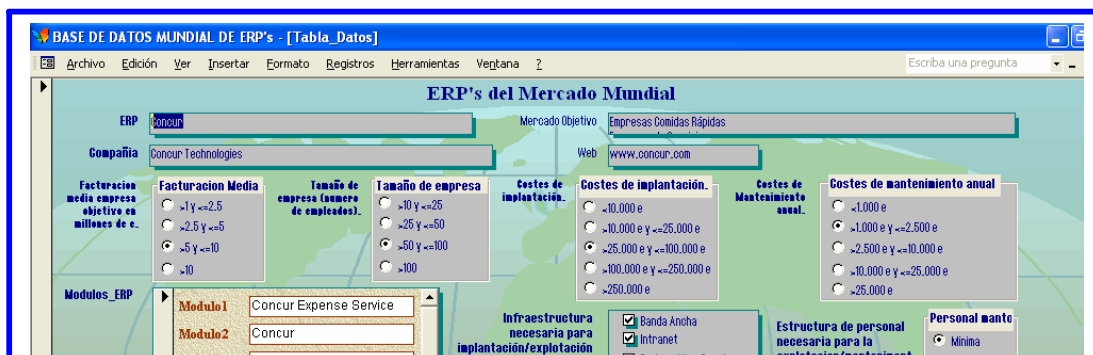 BASE DE DATOS MUNDIAL DE ERP's - [Tabla_Datos]
Archivo Edición Ver Insertar Formato Registros Herramientas Ventana ? Escriba una pregunta
ERP's del Mercado Mundial
ERP Concur Mercado Objetivo Empresas Comidas Rápidas
Compañia Concur Technologies Web www.concur.com
Facturacion media empresa objetivo en millones de e.
Facturacion Media
>1 y <=2.5
>2.5 y <=5
>5 y <=10
>10
Tamaño de empresa (numero de empleados)..
Tamaño de empresa
>10 y <=25
>25 y <=50
>50 y <=100
>100
Costes de implantación..
Costes de implantación..
<10.000 e
>10.000 e y <=25.000 e
>25.000 e y <=100.000 e
>100.000 e y <=250.000 e
>250.000 e
Costes de Mantenimiento anual..
Costes de mantenimiento anual
<1.000 e
>1.000 e y <=2.500 e
>2.500 e y <=10.000 e
>10.000 e y <=25.000 e
>25.000 e
Modulos_ERP
Modulo1 Concur Expense Service
Modulo2 Concur
Infraestructura
necesaria para
implantación/explotación
Banda Ancha
Intranet
Estructura de personal
necesaria para la
Personal manto
Minima